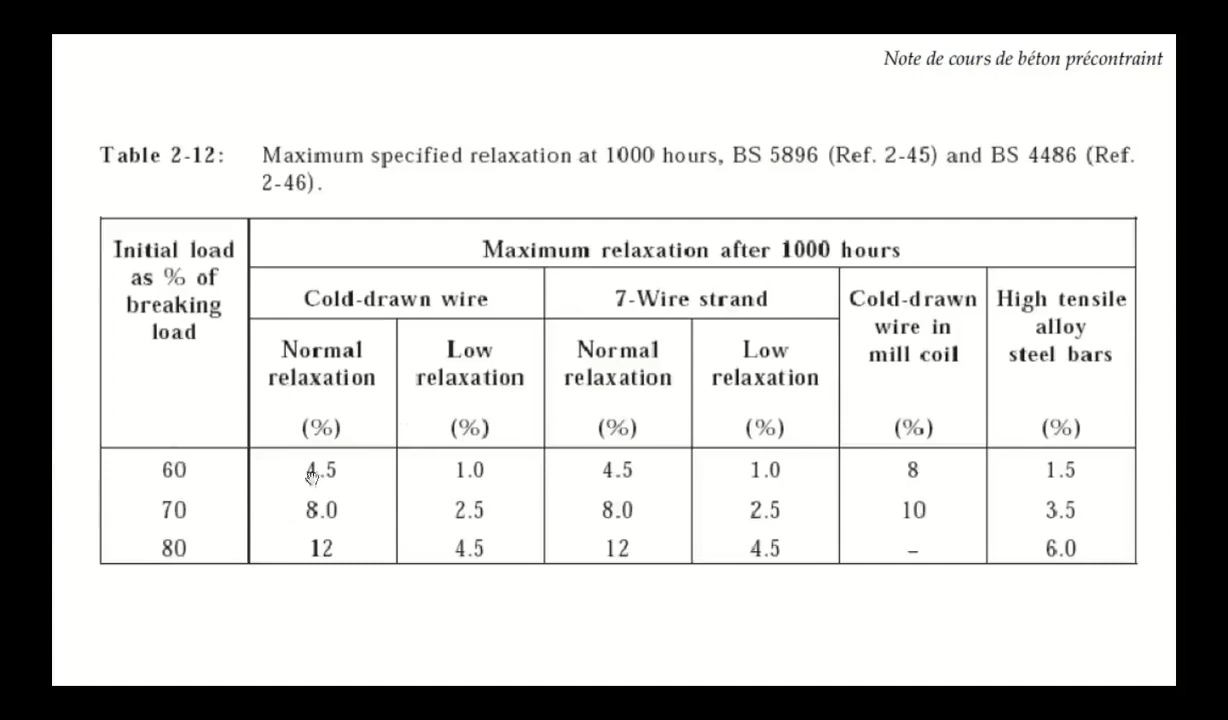 Note de cours de béton précontraint
Table 2-12: Maximum specified relaxation at 1000 hours, BS 5896 (Ref. 2-45) and BS 4486 (Ref.
2-46).
Initial load as % of breaking load
Maximum relaxation after 1000 hours
Cold-drawn wire 7-Wire strand Cold-drawn wire in mill coil High tensile alloy steel bars
Normal relaxation Low relaxation Normal relaxation Low relaxation
(%) (%) (%) (%) (%) (%)
60 4.5 1.0 4.5 1.0 8 1.5
70 8.0 2.5 8.0 2.5 10 3.5
80 12 4.5 12 4.5 – 6.0